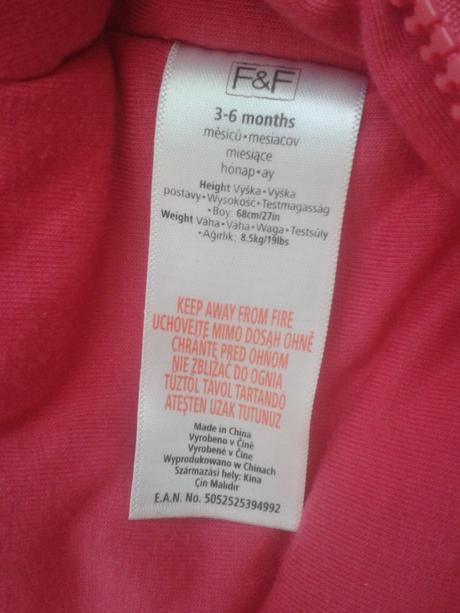 F&F
3-6 months
měsíců•mesiacov
miesiące
hónap•ay
Height Výška•Výška
postavy•Wysokość•Testmagasság
•Boy: 68cm/27in
Weight Váha•Váha•Waga•Testsúly
•Ağırlık: 8.5kg/19lbs
KEEP AWAY FROM FIRE
UCHOVEJTE MIMO DOSAH OHNĚ
CHRÁŇTE PRED OHŇOM
NIE ZBLIŻAĆ DO OGNIA
TŰZTŐL TÁVOL TARTANDÓ
ATEŞTEN UZAK TUTUNUZ
Made in China
Vyrobeno v Číně
Vyrobené v Číne
Wyprodukowano w Chinach
Származási hely: Kína
Çin Malıdır
E.A.N. No. 5052525394992